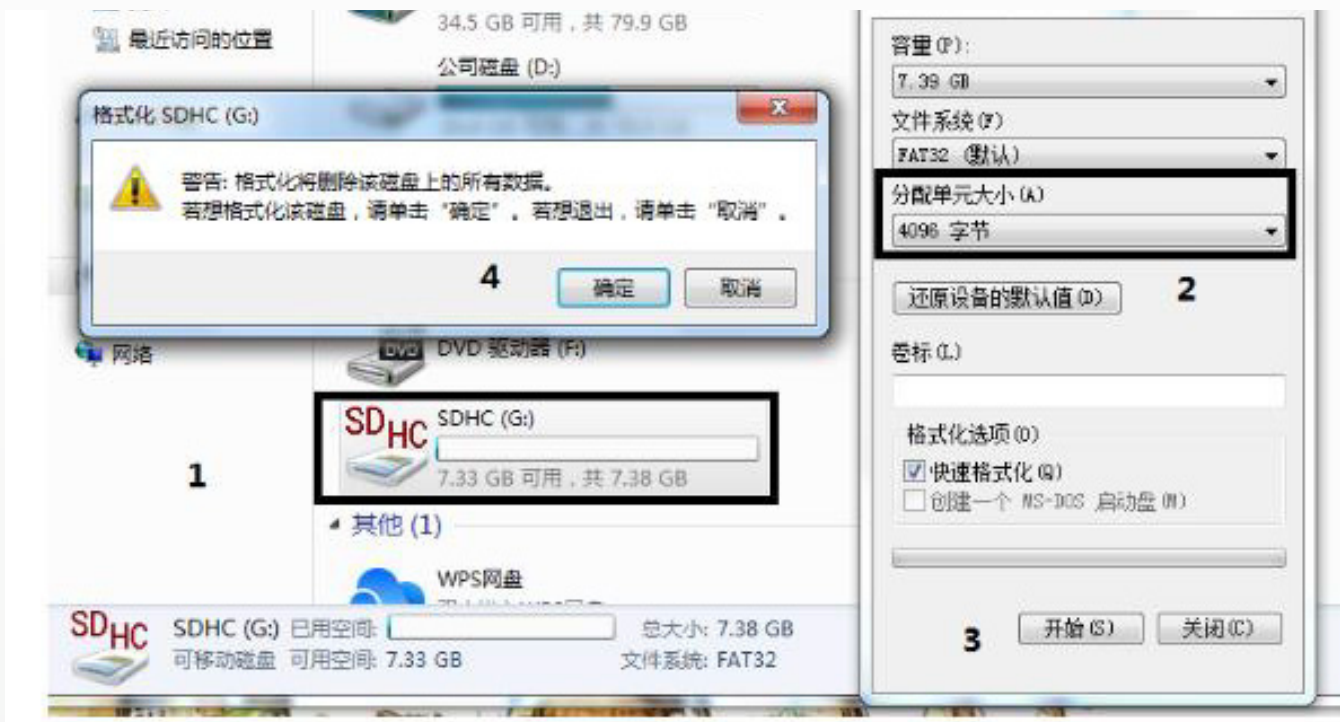 最近访问的位置
34.5 GB 可用，共 79.9 GB
公司磁盘 (D:)
格式化 SDHC (G:)
警告: 格式化将删除该磁盘上的所有数据。
若想格式化该磁盘，请单击“确定”。若想退出，请单击“取消”。
4
确定
取消
网络
DVD 驱动器 (F:)
SDHC
SDHC (G:)
7.33 GB 可用，共 7.38 GB
1
其他 (1)
WPS网盘
SDHC
SDHC (G:) 已用空间: 总大小: 7.38 GB
可移动磁盘 可用空间: 7.33 GB 文件系统: FAT32
容量(P):
7.39 GB
文件系统(F)
FAT32 (默认)
分配单元大小(A)
4096 字节
还原设备的默认值(D)
2
卷标(L)
格式化选项(O)
快速格式化(Q)
创建一个 MS-DOS 启动盘(M)
3
开始(S)
关闭(C)